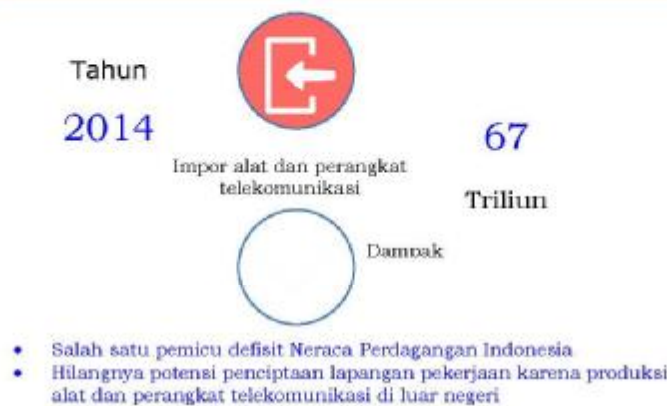 Tahun
2014
Impor alat dan perangkat
telekomunikasi
67
Triliun
Dampak
• Salah satu pemicu defisit Neraca Perdagangan Indonesia
• Hilangnya potensi penciptaan lapangan pekerjaan karena produksi
alat dan perangkat telekomunikasi di luar negeri